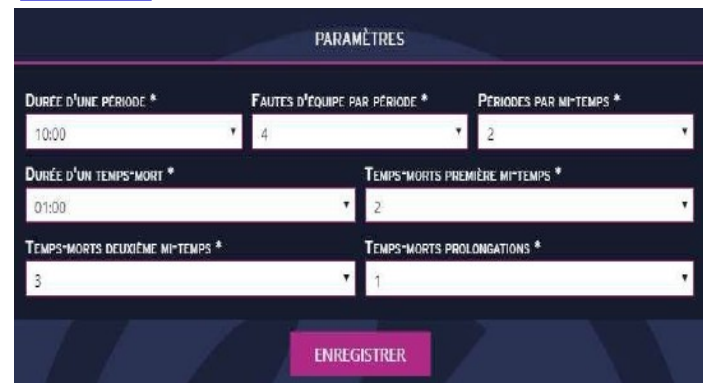 PARAMÈTRES
DURÉE D'UNE PÉRIODE * FAUTES D'ÉQUIPE PAR PÉRIODE * PÉRIODES PAR MI-TEMPS *
10:00 4 2
DURÉE D'UN TEMPS-MORT * TEMPS-MORTS PREMIÈRE MI-TEMPS *
01:00 2
TEMPS-MORTS DEUXIÈME MI-TEMPS * TEMPS-MORTS PROLONGATIONS *
3 1
ENREGISTRER